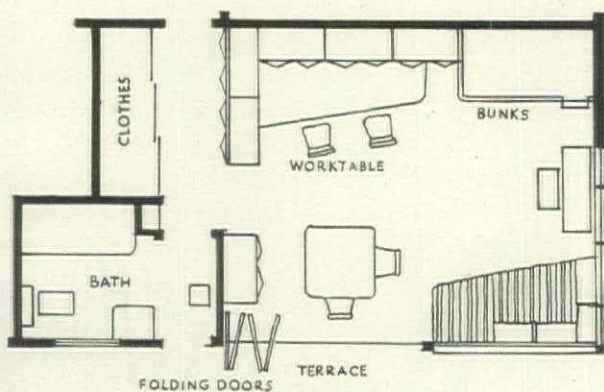 CLOTHES
BUNKS
WORKTABLE
BATH
TERRACE
FOLDING DOORS